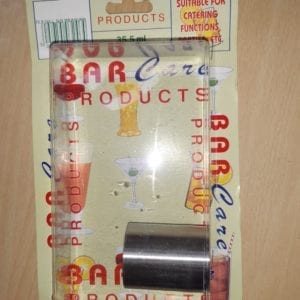 PRODUCTS
SUITABLE FOR
CATERING
FUNCTIONS
35.5 ml
BAR Care
PRODUCTS
BAR Care
PRODUCTS
BAR
PRODUCTS